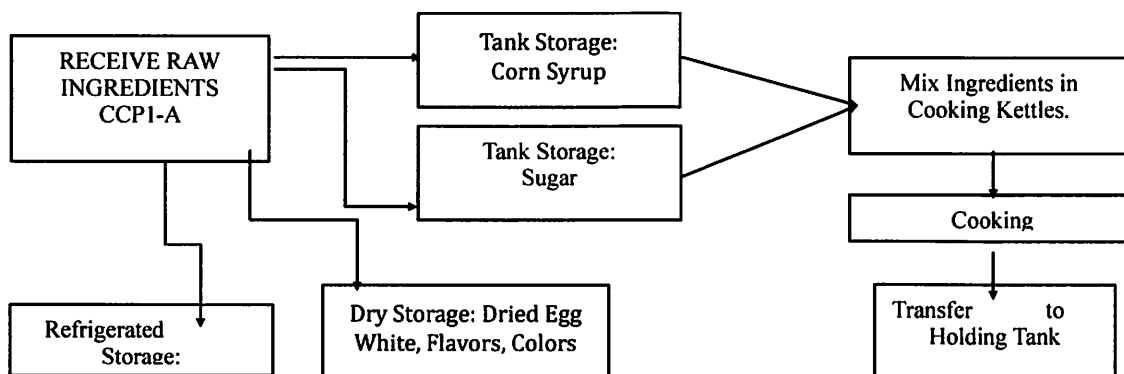 RECEIVE RAW
INGREDIENTS
CCP1-A
Tank Storage:
Corn Syrup
Tank Storage:
Sugar
Mix Ingredients in
Cooking Kettles.
Cooking
Transfer to
Holding Tank
Dry Storage: Dried Egg
White, Flavors, Colors
Refrigerated
Storage: